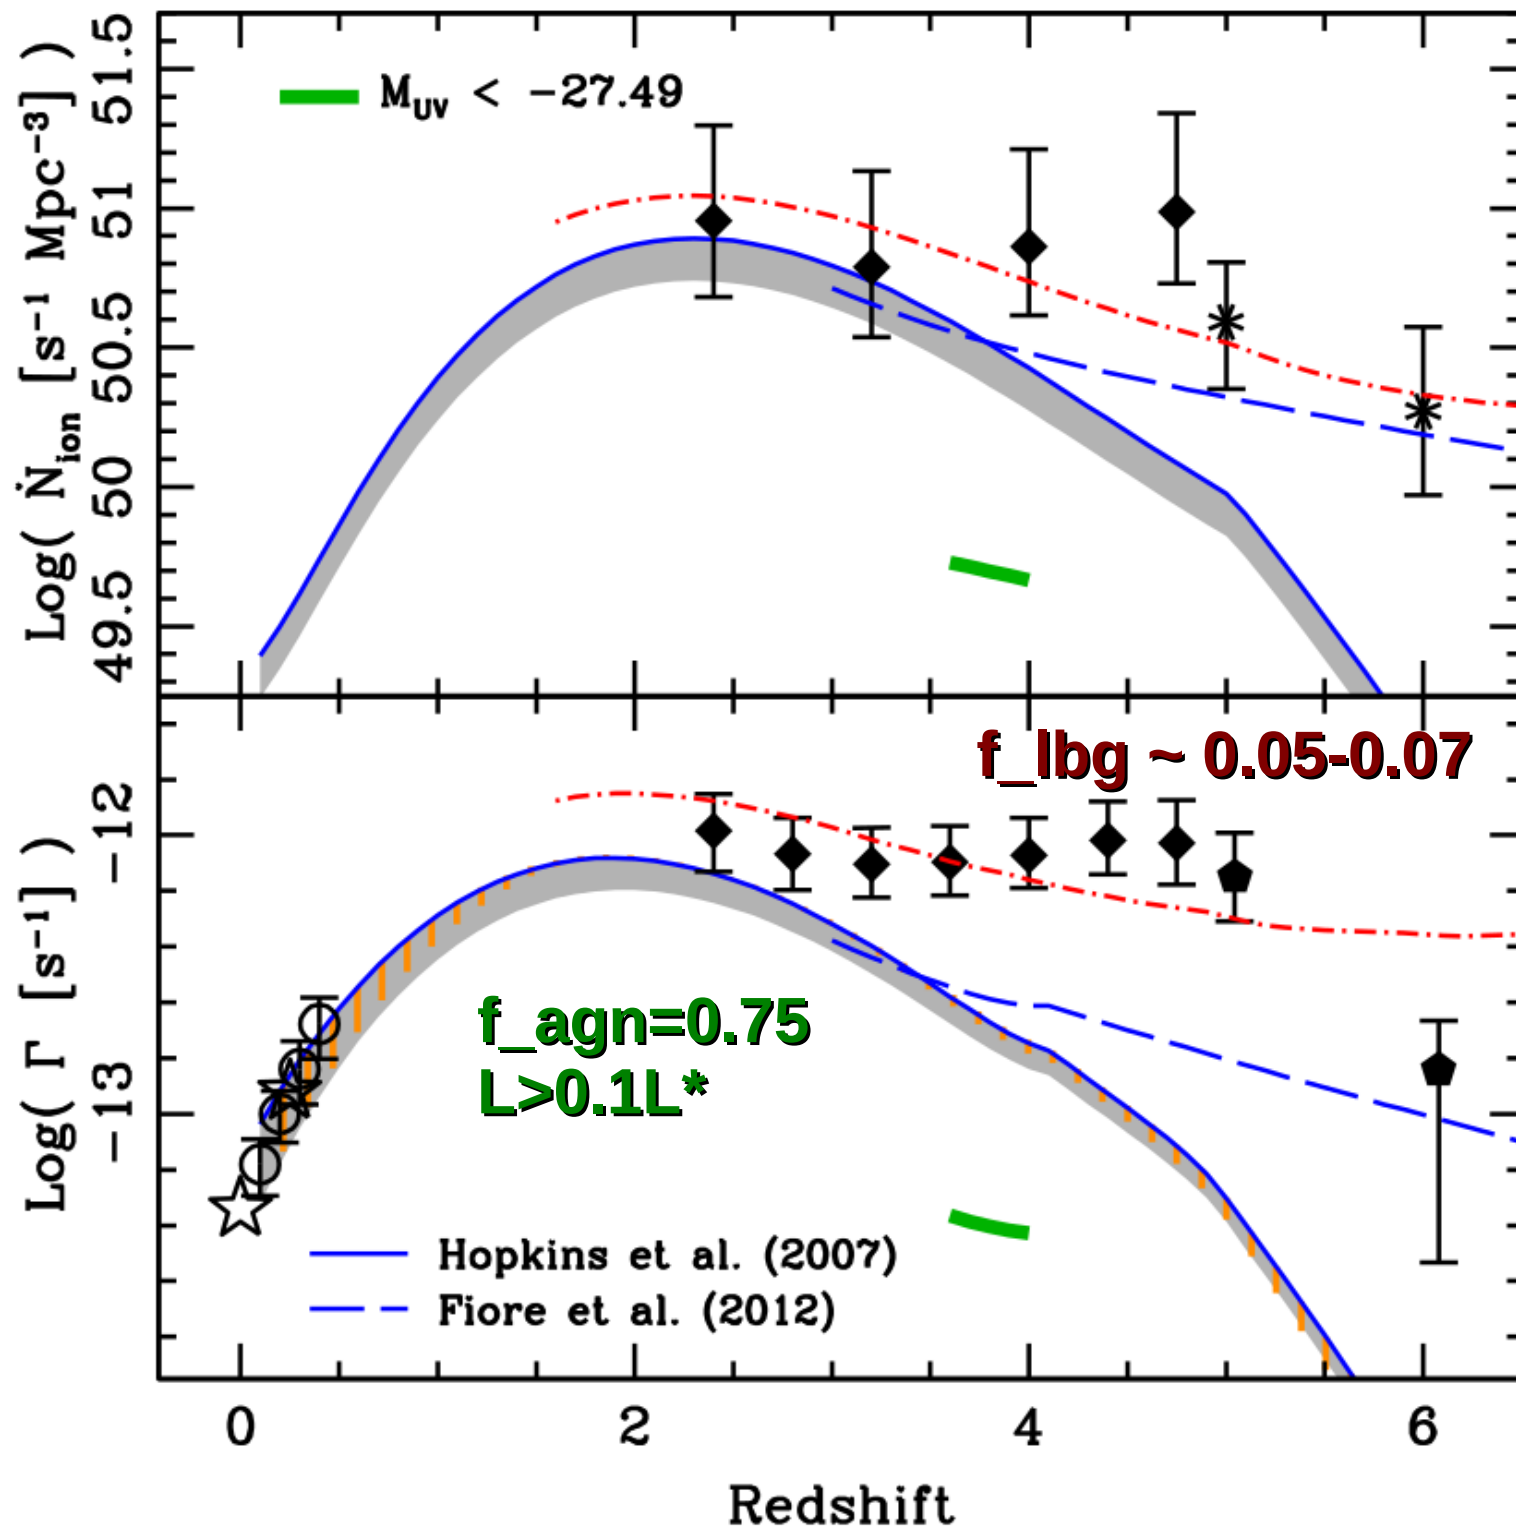 M_UV < −27.49
Log( Ṅ_ion [s⁻¹ Mpc⁻³] )
51.5
51
50.5
50
49.5
f_lbg ~ 0.05-0.07
Log( Γ [s⁻¹] )
−12
−13
f_agn=0.75
L>0.1L*
Hopkins et al. (2007)
Fiore et al. (2012)
0 2 4 6
Redshift